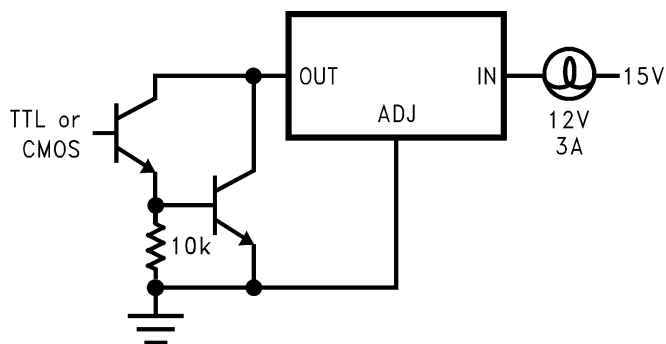 OUT
IN
15V
ADJ
TTL or
CMOS
12V
3A
10k